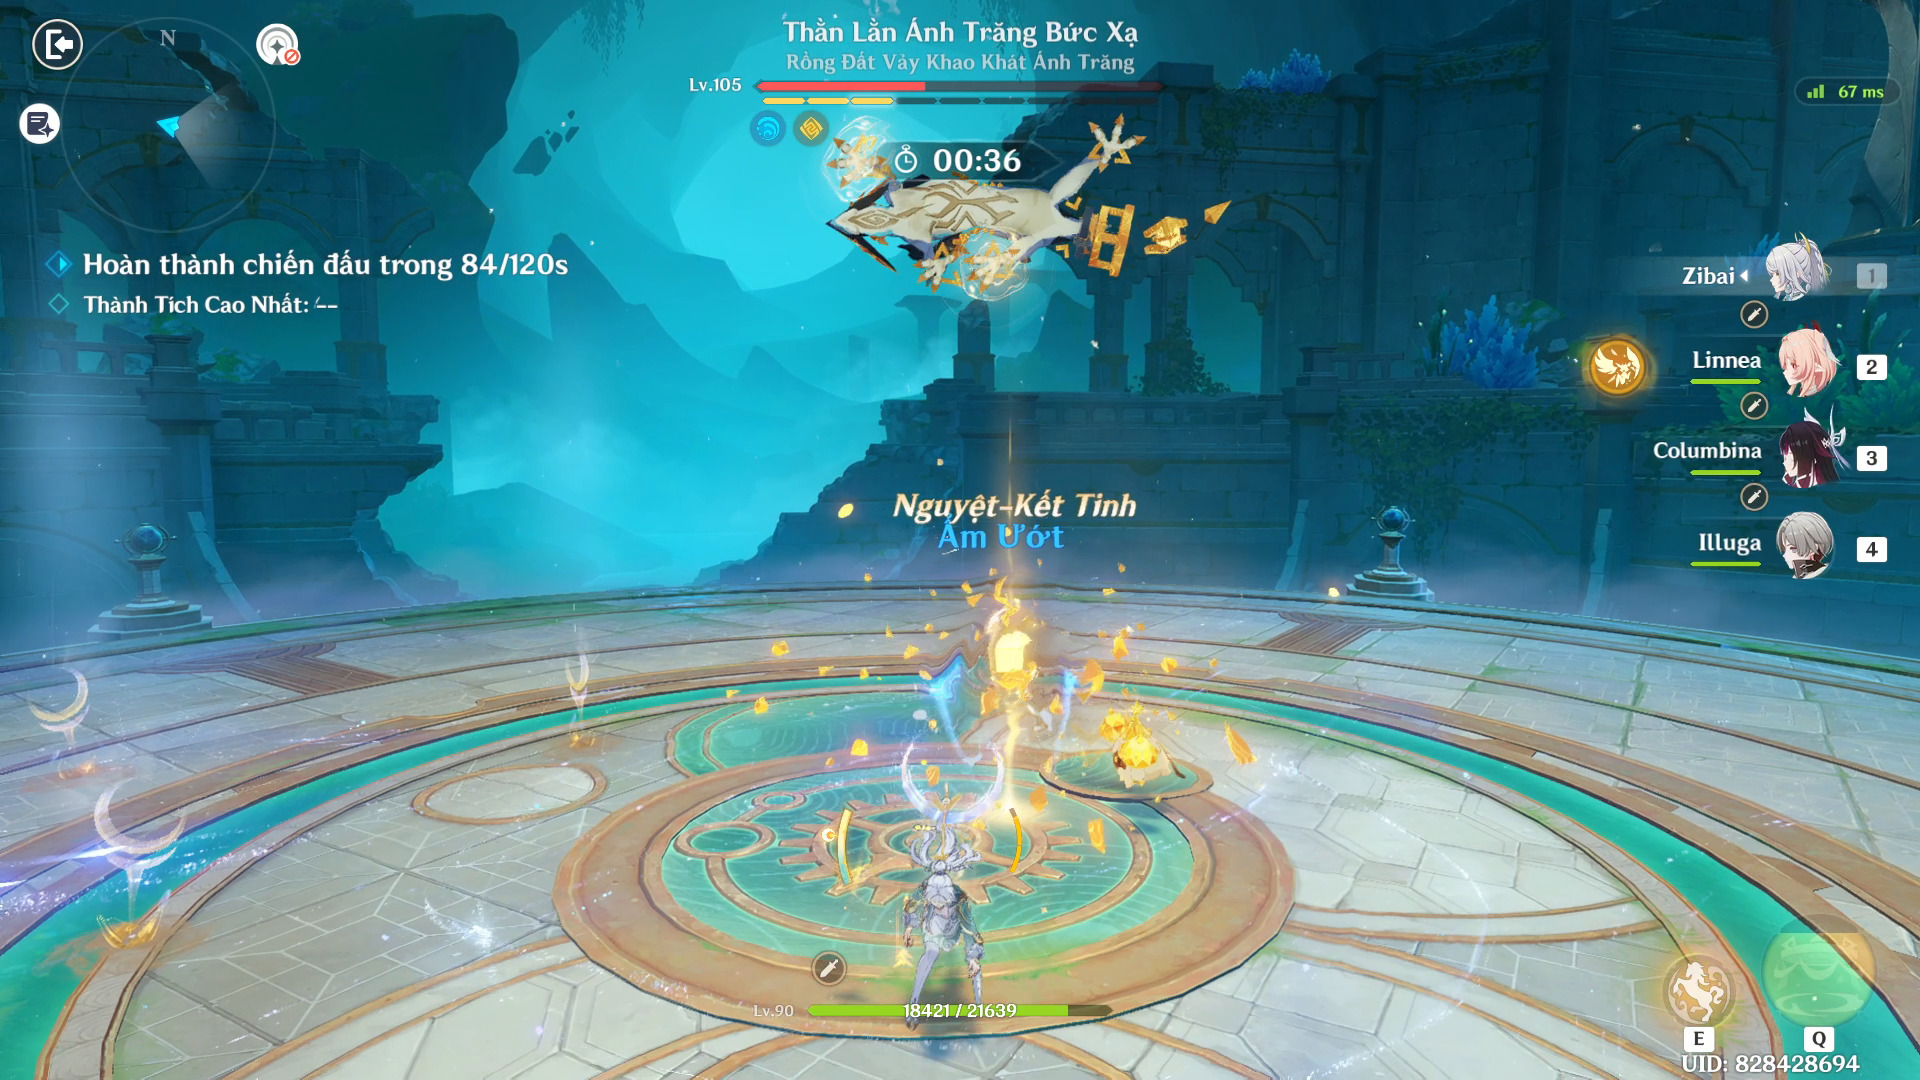 N
Thằn Lằn Ánh Trăng Bức Xạ
Rồng Đất Vảy Khao Khát Ánh Trăng
Lv.105
67 ms
00:36
Hoàn thành chiến đấu trong 84/120s
Thành Tích Cao Nhất: --
Zibai
1
Linnea
2
Columbina
3
Illuga
4
Nguyệt-Kết Tinh
Ẩm Ướt
Lv.90
18421 / 21639
E
Q
UID: 828428694